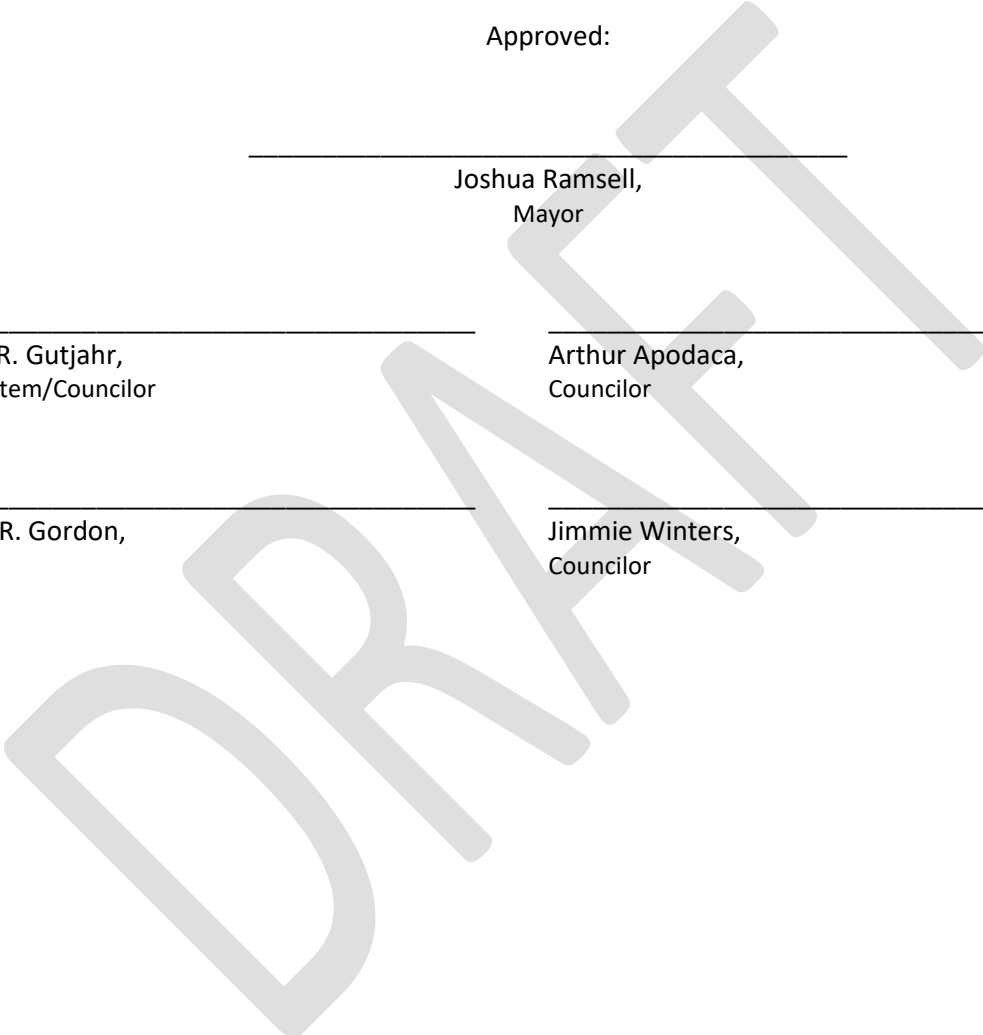 Approved:
Joshua Ramsell,
Mayor
R. Gutjahr,
tem/Councilor
Arthur Apodaca,
Councilor
R. Gordon,
Jimmie Winters,
Councilor
DRAFT